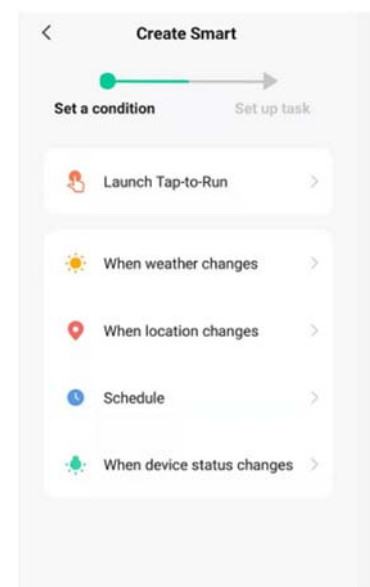 Create Smart
Set a condition
Set up task
Launch Tap-to-Run
When weather changes
When location changes
Schedule
When device status changes